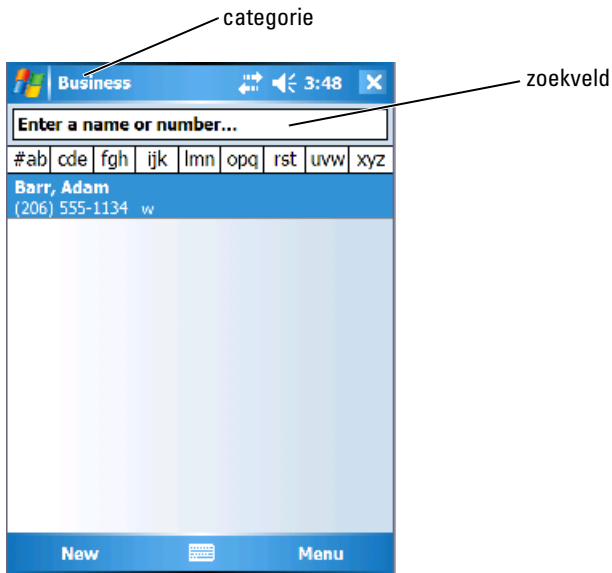 categorie
Business 3:48
zoekveld
Enter a name or number...
#ab cde fgh ijk lmn opq rst uvw xyz
Barr, Adam
(206) 555-1134 w
New Menu